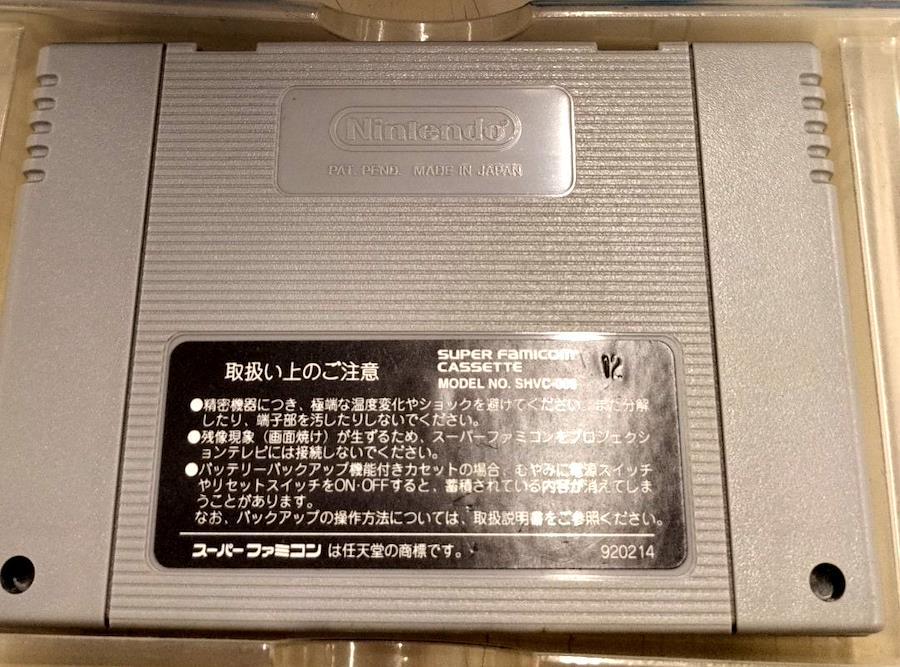 Nintendo
PAT. PEND. MADE IN JAPAN
取扱い上のご注意
SUPER FAMICOM
CASSETTE
MODEL NO. SHVC-006
12
●精密機器につき、極端な温度変化やショックを避けてください。また分解
したり、端子部を汚したりしないでください。
●残像現象（画面焼け）が生ずるため、スーパーファミコンをプロジェクシ
ョンテレビには接続しないでください。
●バッテリーバックアップ機能付きカセットの場合、むやみに電源スイッチ
やリセットスイッチをON·OFFすると、蓄積されている内容が消えてしま
うことがあります。
なお、バックアップの操作方法については、取扱説明書をご参照ください。
スーパーファミコン は任天堂の商標です。
920214